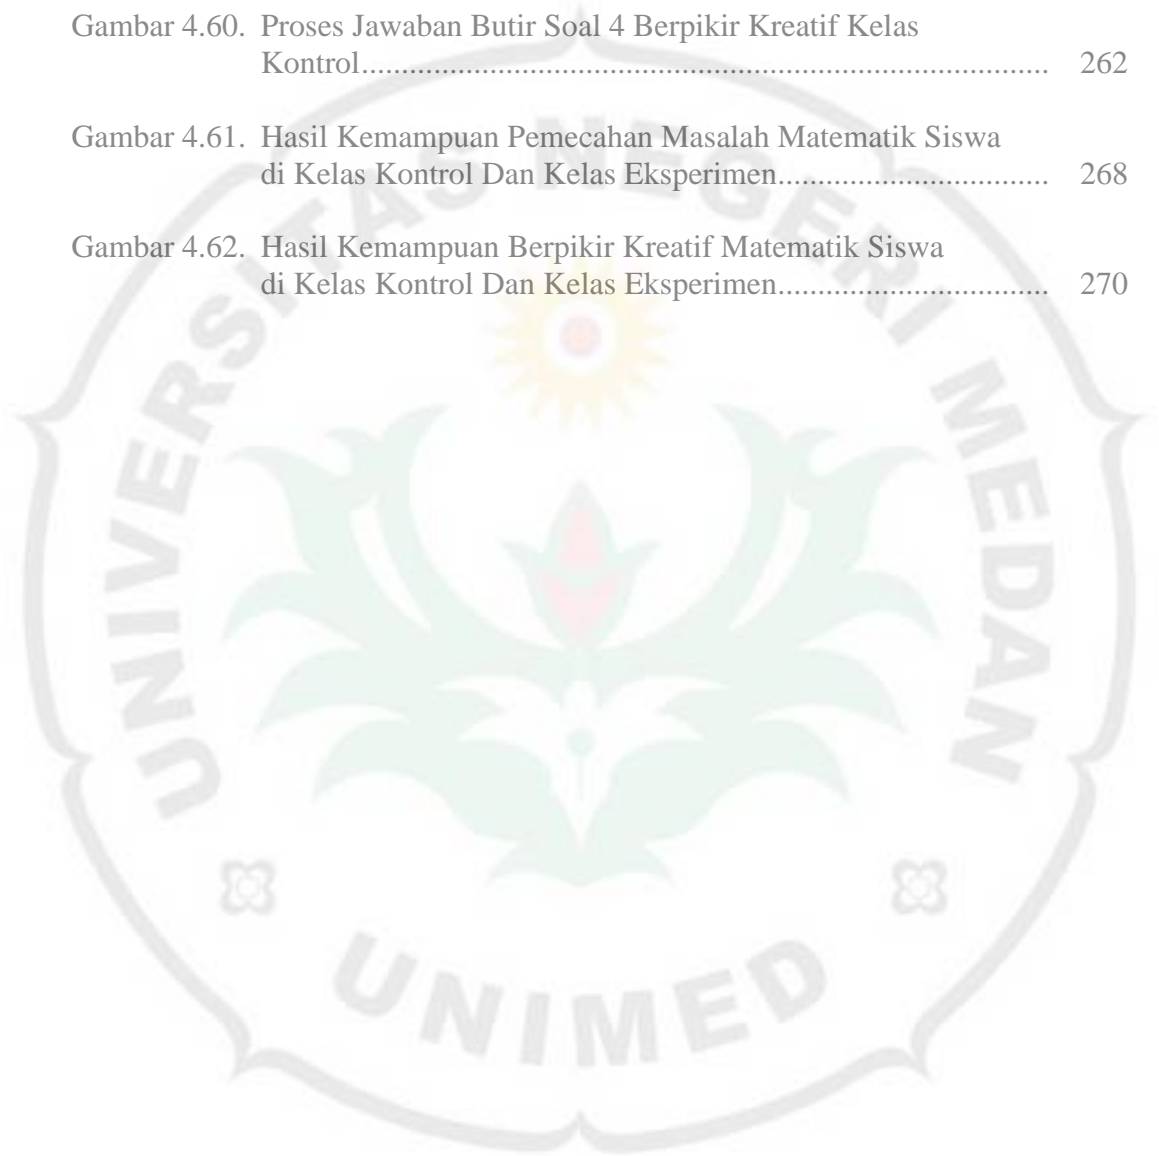 Gambar 4.60. Proses Jawaban Butir Soal 4 Berpikir Kreatif Kelas
Kontrol....................................................................................... 262
Gambar 4.61. Hasil Kemampuan Pemecahan Masalah Matematik Siswa
di Kelas Kontrol Dan Kelas Eksperimen.................................. 268
Gambar 4.62. Hasil Kemampuan Berpikir Kreatif Matematik Siswa
di Kelas Kontrol Dan Kelas Eksperimen.................................. 270
UNIVERSITAS NEGERI MEDAN
UNIMED